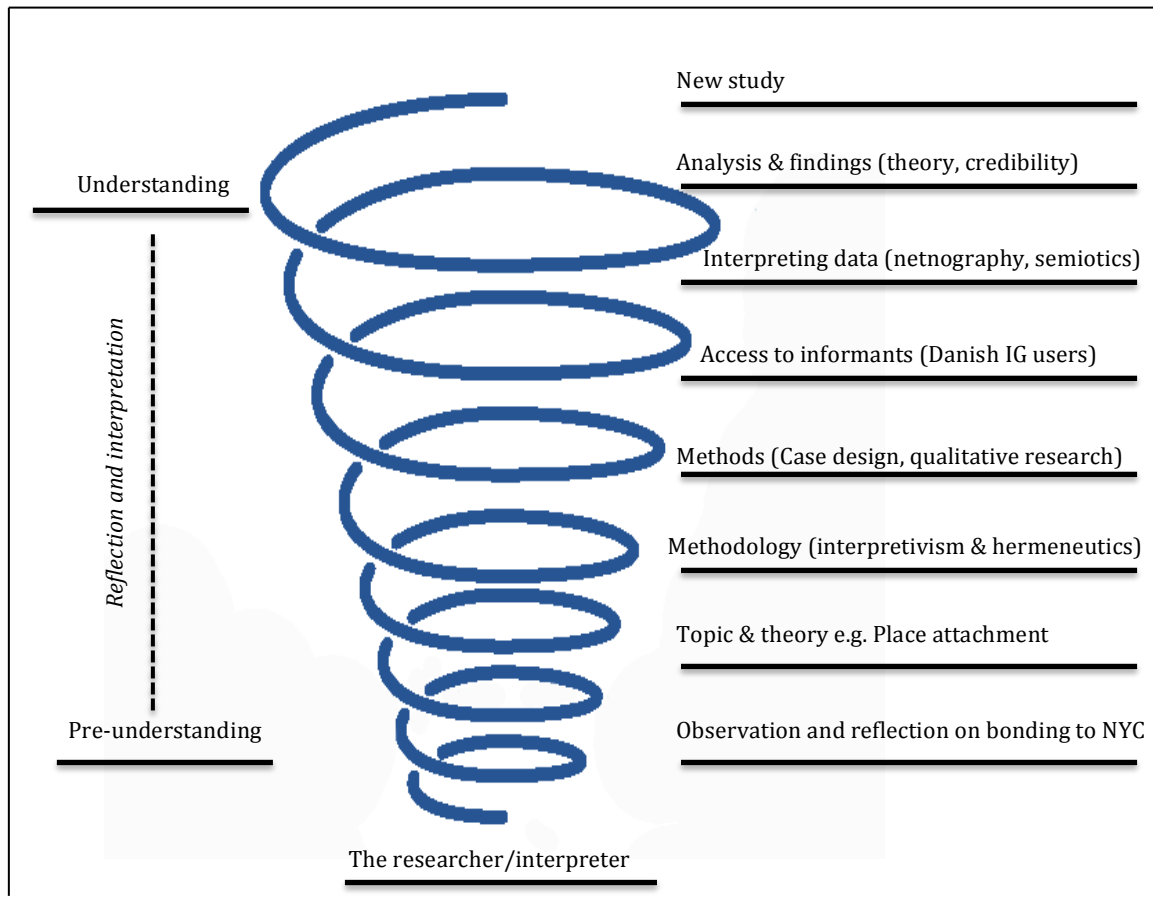 New study
Analysis & findings (theory, credibility)
Understanding
Interpreting data (netnography, semiotics)
Reflection and interpretation
Access to informants (Danish IG users)
Methods (Case design, qualitative research)
Methodology (interpretivism & hermeneutics)
Topic & theory e.g. Place attachment
Pre-understanding
Observation and reflection on bonding to NYC
The researcher/interpreter